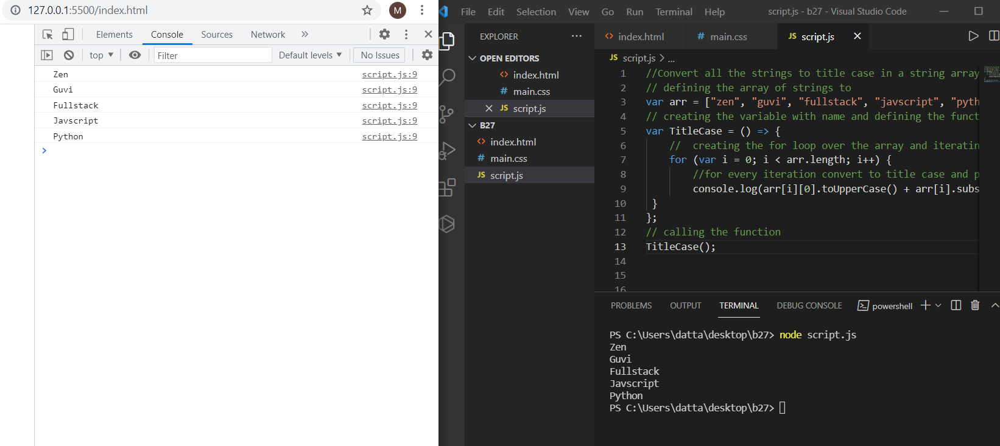 127.0.0.1:5500/index.html
M
Elements Console Sources Network »
top Filter Default levels No Issues
Zen script.js:9
Guvi script.js:9
Fullstack script.js:9
Javscript script.js:9
Python script.js:9
>
File Edit Selection View Go Run Terminal Help script.js - b27 - Visual Studio Code
EXPLORER ...
OPEN EDITORS
<> index.html
# main.css
JS script.js
B27
<> index.html
# main.css
JS script.js
<> index.html # main.css JS script.js
JS script.js > ...
1 //Convert all the strings to title case in a string array
2 // defining the array of strings to
3 var arr = ["zen", "guvi", "fullstack", "javscript", "pyth
4 // creating the variable with name and defining the funct
5 var TitleCase = () => {
6 //  creating the for loop over the array and iteratin
7 for (var i = 0; i < arr.length; i++) {
8 //for every iteration convert to title case and p
9 console.log(arr[i][0].toUpperCase() + arr[i].subs
10 }
11 };
12 // calling the function
13 TitleCase();
14
15
16
PROBLEMS OUTPUT TERMINAL DEBUG CONSOLE powershell
PS C:\Users\datta\desktop\b27> node script.js
Zen
Guvi
Fullstack
Javscript
Python
PS C:\Users\datta\desktop\b27>